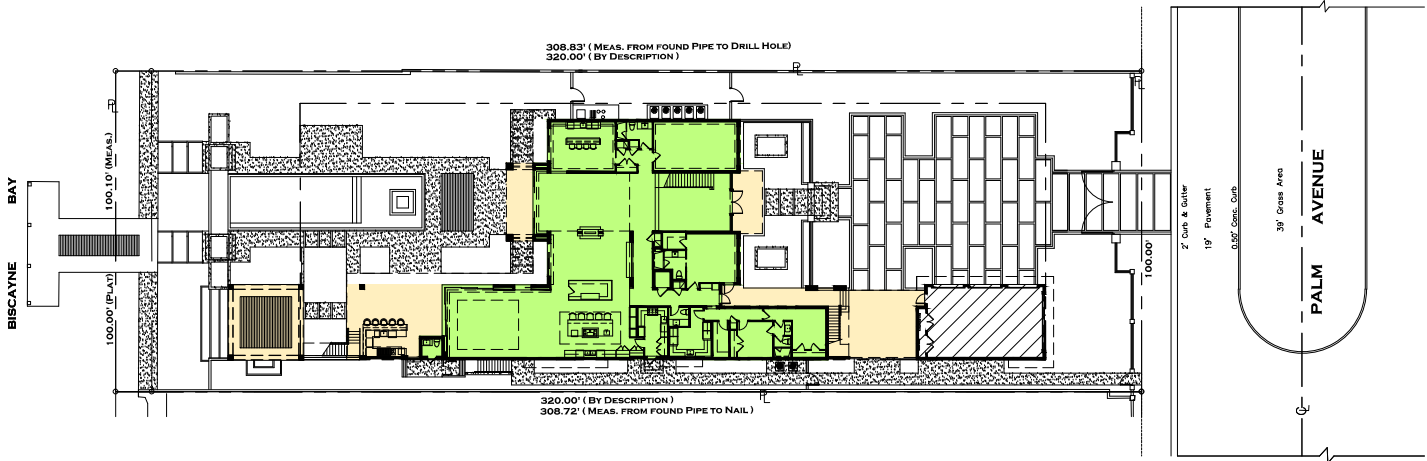 308.83' ( MEAS. FROM FOUND PIPE TO DRILL HOLE)
320.00' ( BY DESCRIPTION )
BISCAYNE BAY
100.10' (MEAS.)
100.00' (PLAT)
100.00'
2' Curb & Gutter
19' Pavement
0.50' Conc. Curb
39' Grass Area
PALM AVENUE
320.00' ( BY DESCRIPTION )
308.72' ( MEAS. FROM FOUND PIPE TO NAIL )